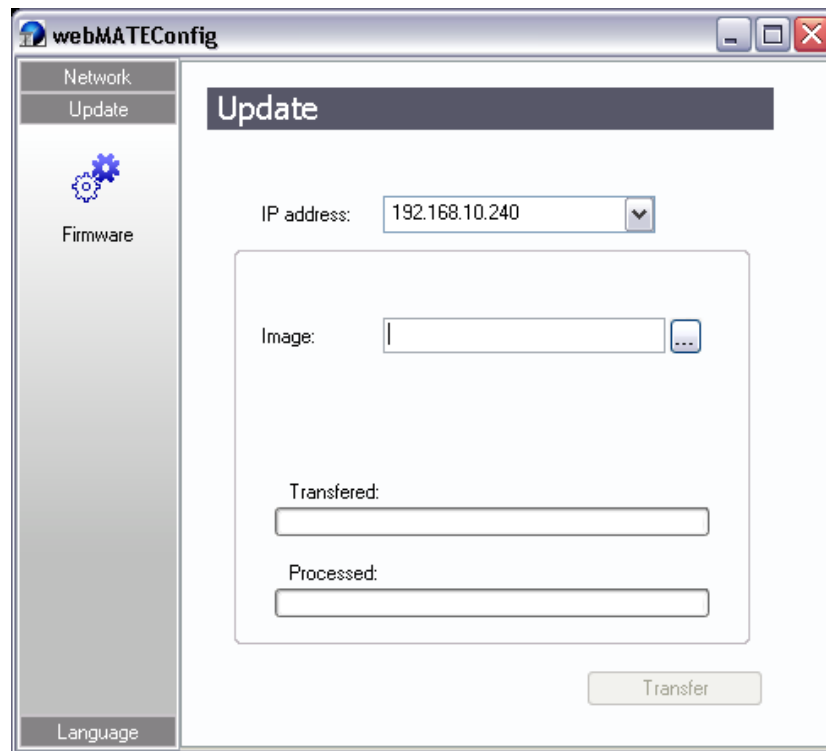 webMATEConfig
Network
Update
Firmware
Language
Update
IP address:
192.168.10.240
Image:
...
Transfered:
Processed:
Transfer